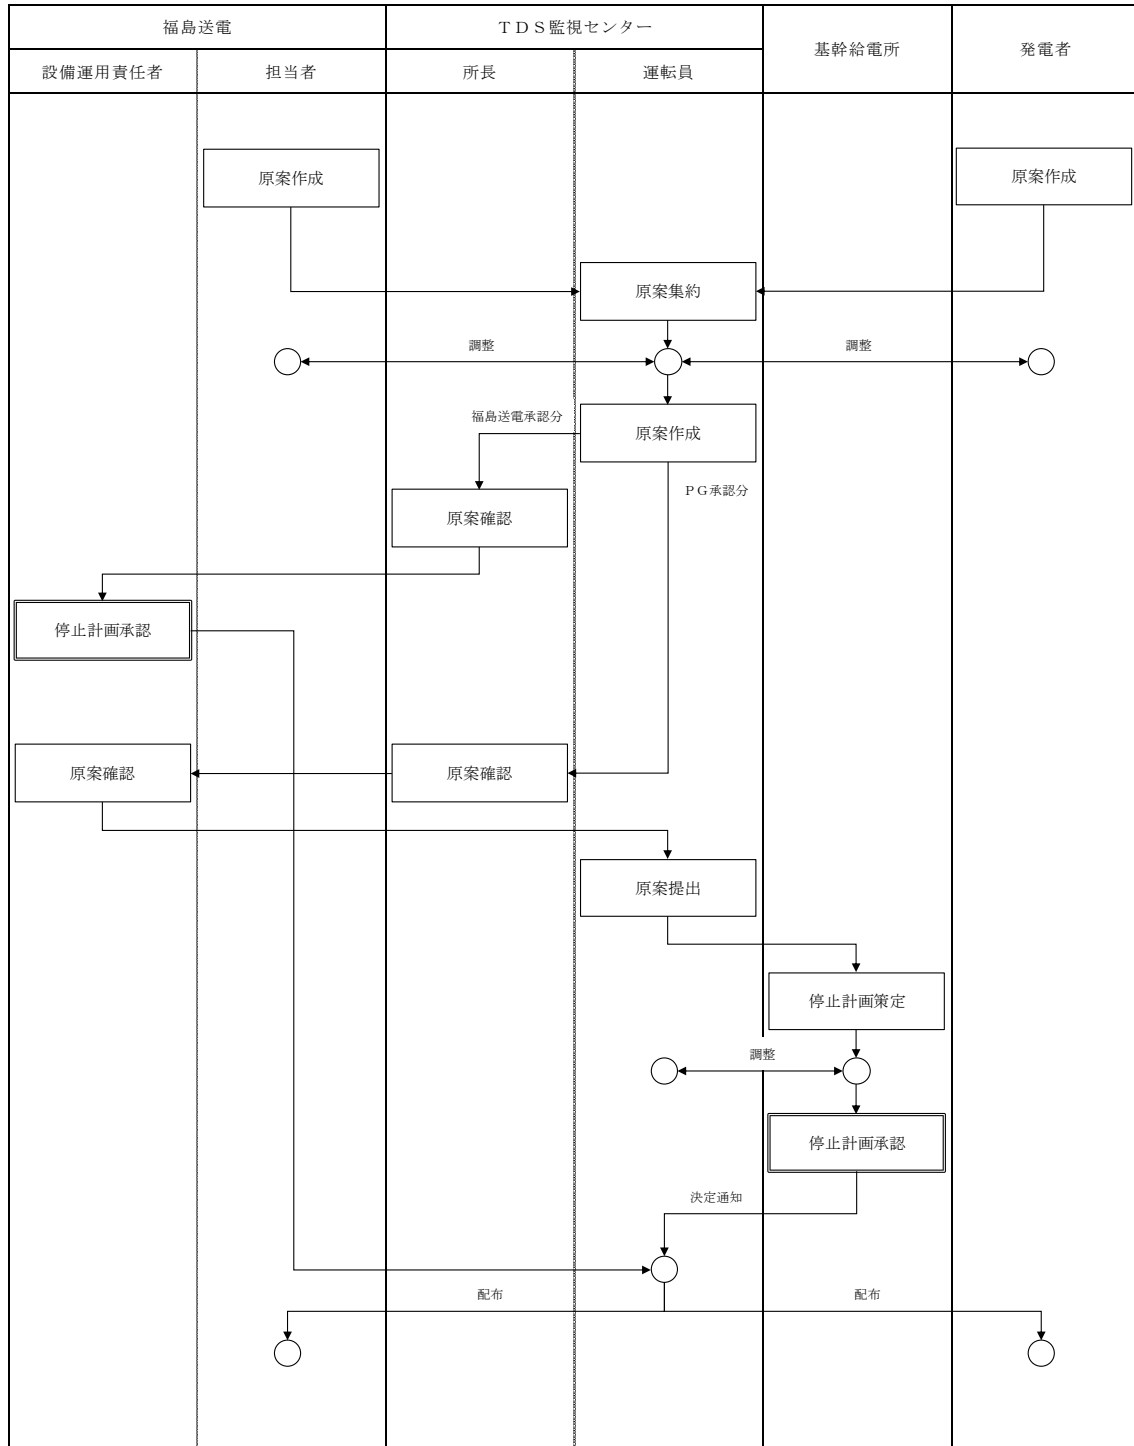 福島送電
ＴＤＳ監視センター
基幹給電所
発電者
設備運用責任者
担当者
所長
運転員
原案作成
原案作成
原案集約
調整
調整
福島送電承認分
原案作成
ＰＧ承認分
原案確認
停止計画承認
原案確認
原案確認
原案提出
停止計画策定
調整
停止計画承認
決定通知
配布
配布